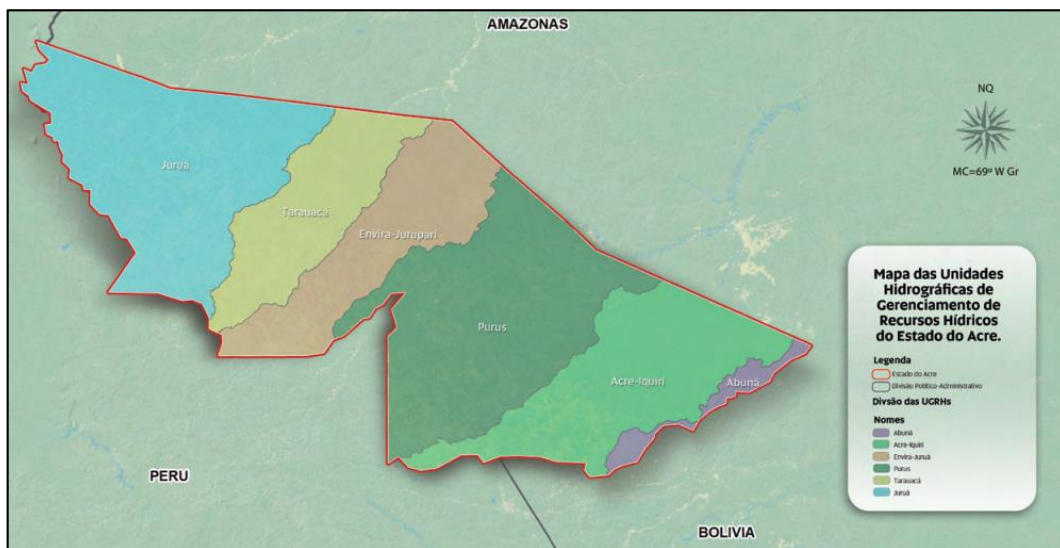 AMAZONAS
NQ
MC=69º W Gr
Juruá
Tarauacá
Envira-Jurupari
Purus
Acre-Iquiri
Abunã
PERU
BOLIVIA
Mapa das Unidades
Hidrográficas de
Gerenciamento de
Recursos Hídricos
do Estado do Acre.
Legenda
Estado do Acre
Divisão Político-Administrativo
Divsão das UGRHs
Nomes
Abunã
Acre-Iquiri
Envira-Juruá
Purus
Tarauacá
Juruá